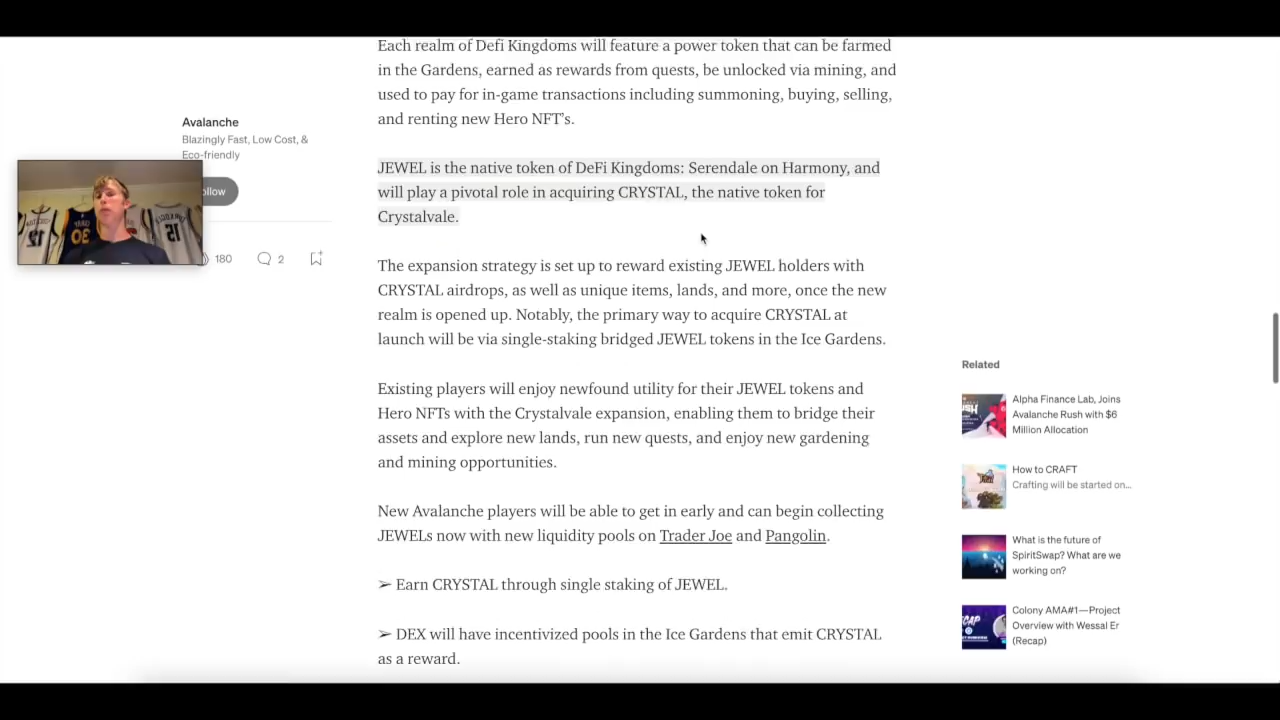 Each realm of Defi Kingdoms will feature a power token that can be farmed
in the Gardens, earned as rewards from quests, be unlocked via mining, and
used to pay for in-game transactions including summoning, buying, selling,
and renting new Hero NFT's.
Avalanche
Blazingly Fast, Low Cost, &
Eco-friendly
ollow
180
2
JEWEL is the native token of DeFi Kingdoms: Serendale on Harmony, and
will play a pivotal role in acquiring CRYSTAL, the native token for
Crystalvale.
The expansion strategy is set up to reward existing JEWEL holders with
CRYSTAL airdrops, as well as unique items, lands, and more, once the new
realm is opened up. Notably, the primary way to acquire CRYSTAL at
launch will be via single-staking bridged JEWEL tokens in the Ice Gardens.
Existing players will enjoy newfound utility for their JEWEL tokens and
Hero NFTs with the Crystalvale expansion, enabling them to bridge their
assets and explore new lands, run new quests, and enjoy new gardening
and mining opportunities.
New Avalanche players will be able to get in early and can begin collecting
JEWELs now with new liquidity pools on Trader Joe and Pangolin.
➢ Earn CRYSTAL through single staking of JEWEL.
➢ DEX will have incentivized pools in the Ice Gardens that emit CRYSTAL
as a reward.
Related
Alpha Finance Lab, Joins
Avalanche Rush with $6
Million Allocation
How to CRAFT
Crafting will be started on...
What is the future of
SpiritSwap? What are we
working on?
Colony AMA#1—Project
Overview with Wessal Er
(Recap)